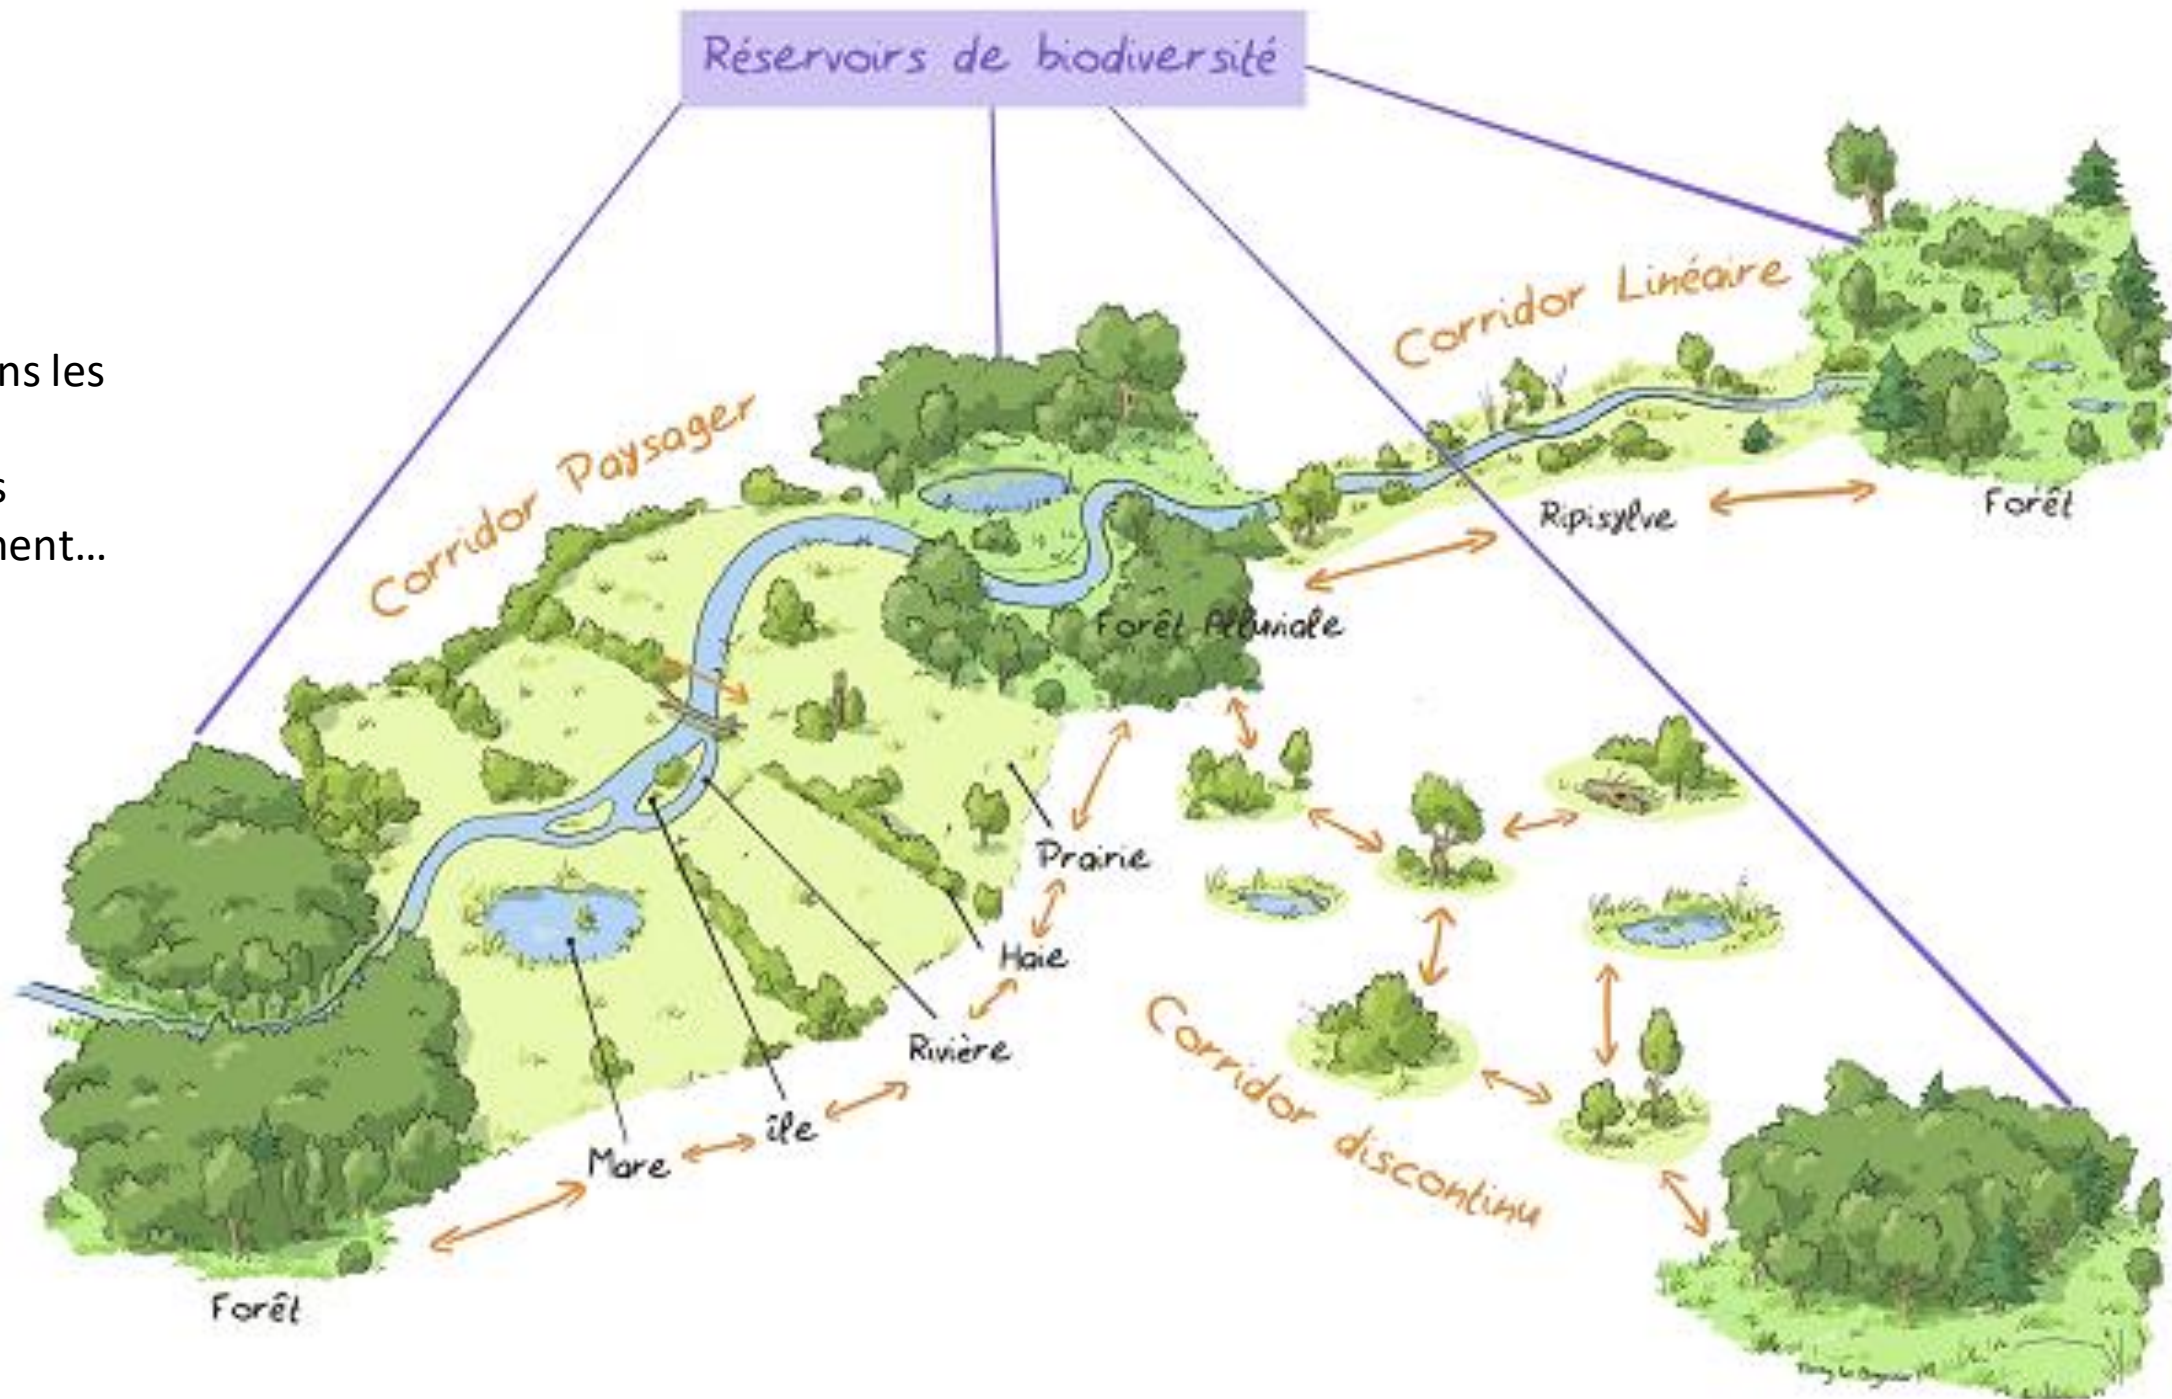 Réservoirs de biodiversité
ns les
s
nent...
Corridor Paysager
Corridor Linéaire
Ripisylve
Forêt
Forêt Alluviale
Prairie
Haie
Rivière
île
Mare
Corridor discontinu
Forêt